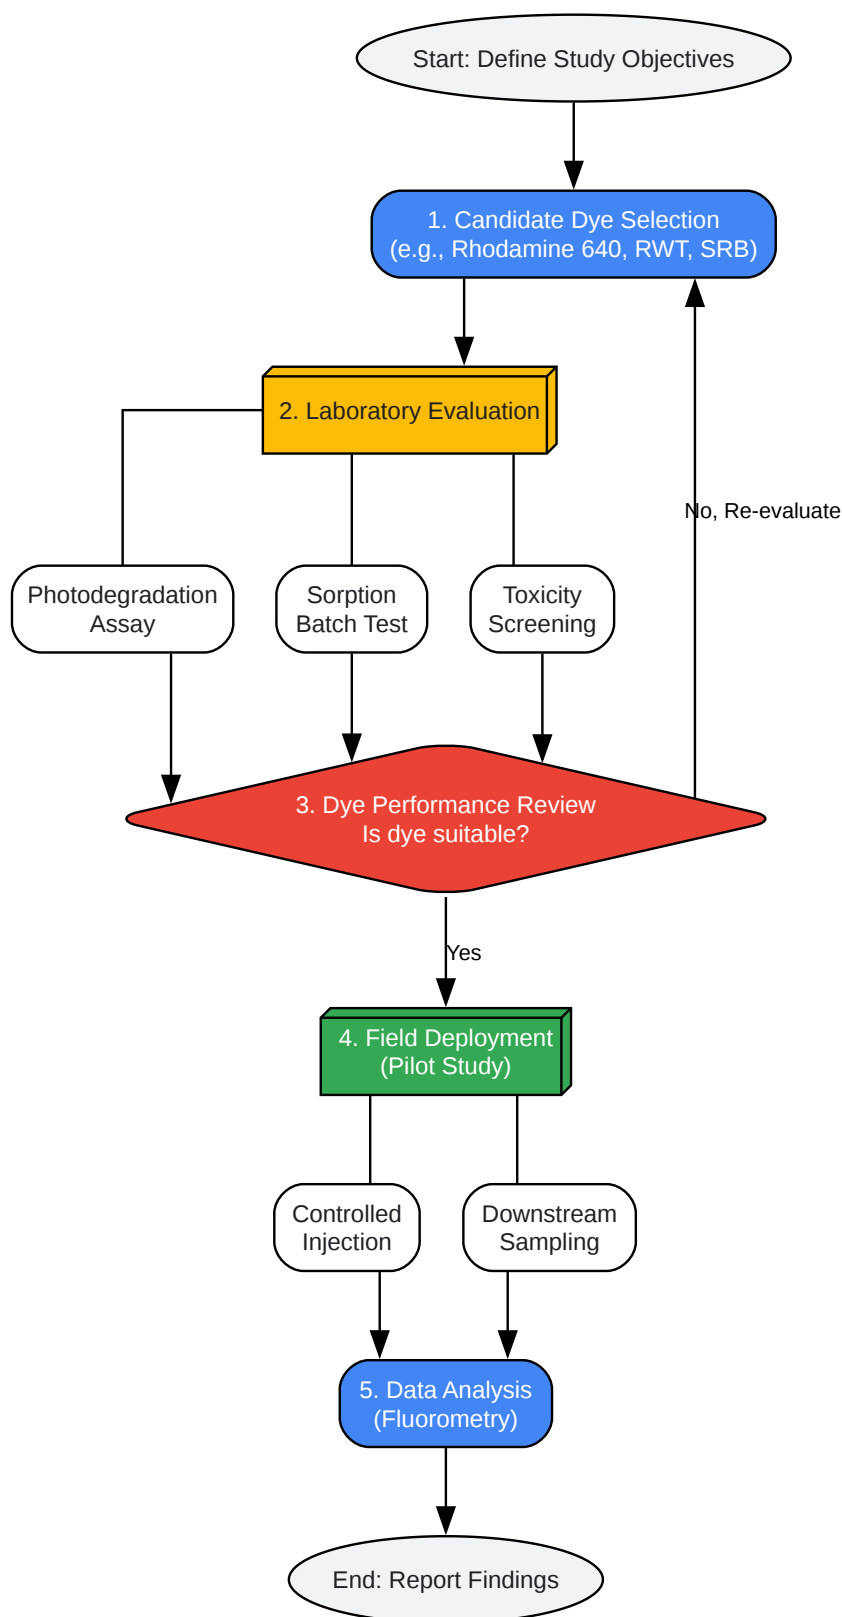 Start: Define Study Objectives
1. Candidate Dye Selection
(e.g., Rhodamine 640, RWT, SRB)
2. Laboratory Evaluation
No, Re-evaluate
Photodegradation
Assay
Sorption
Batch Test
Toxicity
Screening
3. Dye Performance Review
Is dye suitable?
Yes
4. Field Deployment
(Pilot Study)
Controlled
Injection
Downstream
Sampling
5. Data Analysis
(Fluorometry)
End: Report Findings